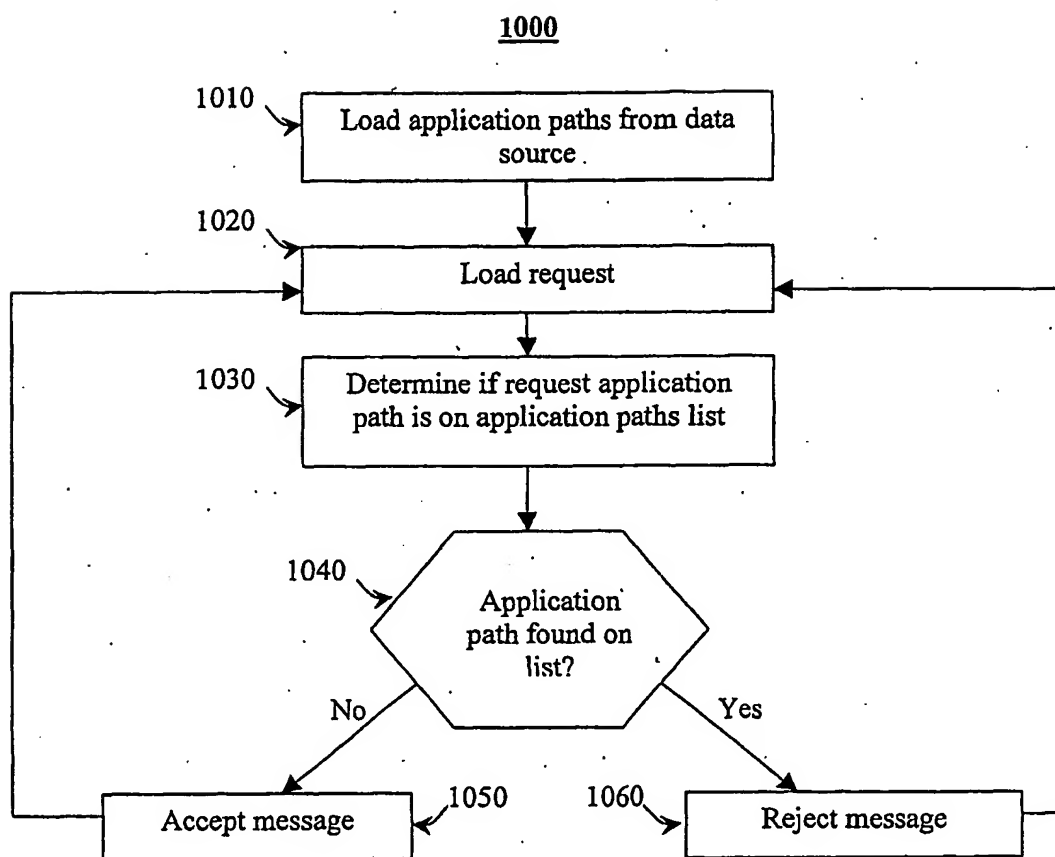 1000
1010
Load application paths from data
source.
1020
Load request
1030
Determine if request application
path is on application paths list
1040
Application
path found on
list?
No
Yes
Accept message
1050
1060
Reject message